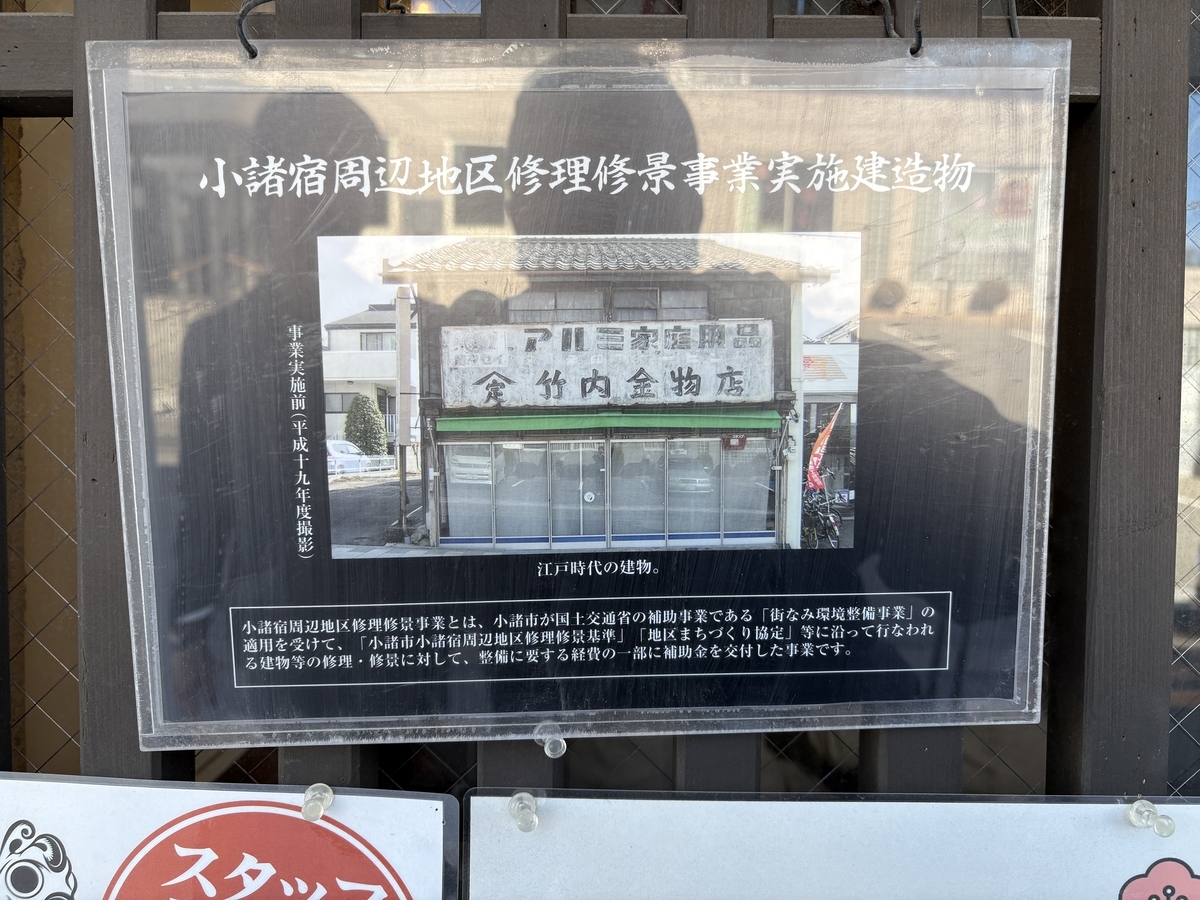 小諸宿周辺地区修理修景事業実施建造物
事業実施前(平成十九年度撮影)
アルミ家庭用品
定 竹内金物店
江戸時代の建物。
小諸宿周辺地区修理修景事業とは、小諸市が国土交通省の補助事業である「街なみ環境整備事業」の
適用を受けて、「小諸市小諸宿周辺地区修理修景基準」「地区まちづくり協定」等に沿って行なわれ
る建物等の修理・修景に対して、整備に要する経費の一部に補助金を交付した事業です。
スタッフ